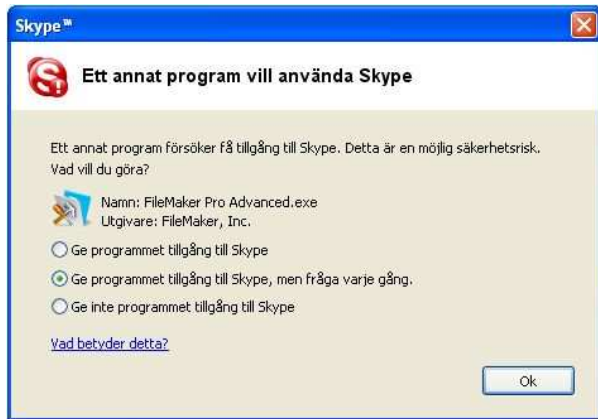 Skype™
Ett annat program vill använda Skype
Ett annat program försöker få tillgång till Skype. Detta är en möjlig säkerhetsrisk.
Vad vill du göra?
Namn: FileMaker Pro Advanced.exe
Utgivare: FileMaker, Inc.
Ge programmet tillgång till Skype
Ge programmet tillgång till Skype, men fråga varje gång.
Ge inte programmet tillgång till Skype
Vad betyder detta?
Ok